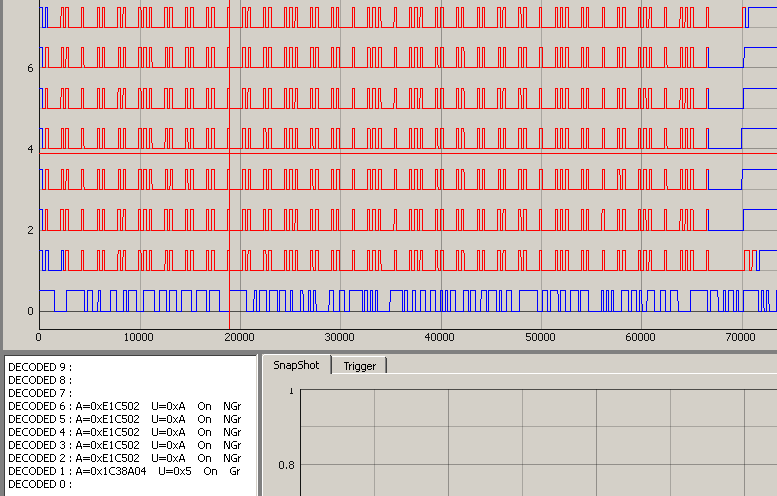 6
4
2
0
0 10000 20000 30000 40000 50000 60000 70000
DECODED 9 :
DECODED 8 :
DECODED 7 :
DECODED 6 : A=0xE1C502 U=0xA On NGr
DECODED 5 : A=0xE1C502 U=0xA On NGr
DECODED 4 : A=0xE1C502 U=0xA On NGr
DECODED 3 : A=0xE1C502 U=0xA On NGr
DECODED 2 : A=0xE1C502 U=0xA On NGr
DECODED 1 : A=0x1C38A04 U=0x5 On Gr
DECODED 0 :
SnapShot Trigger
1
0.8